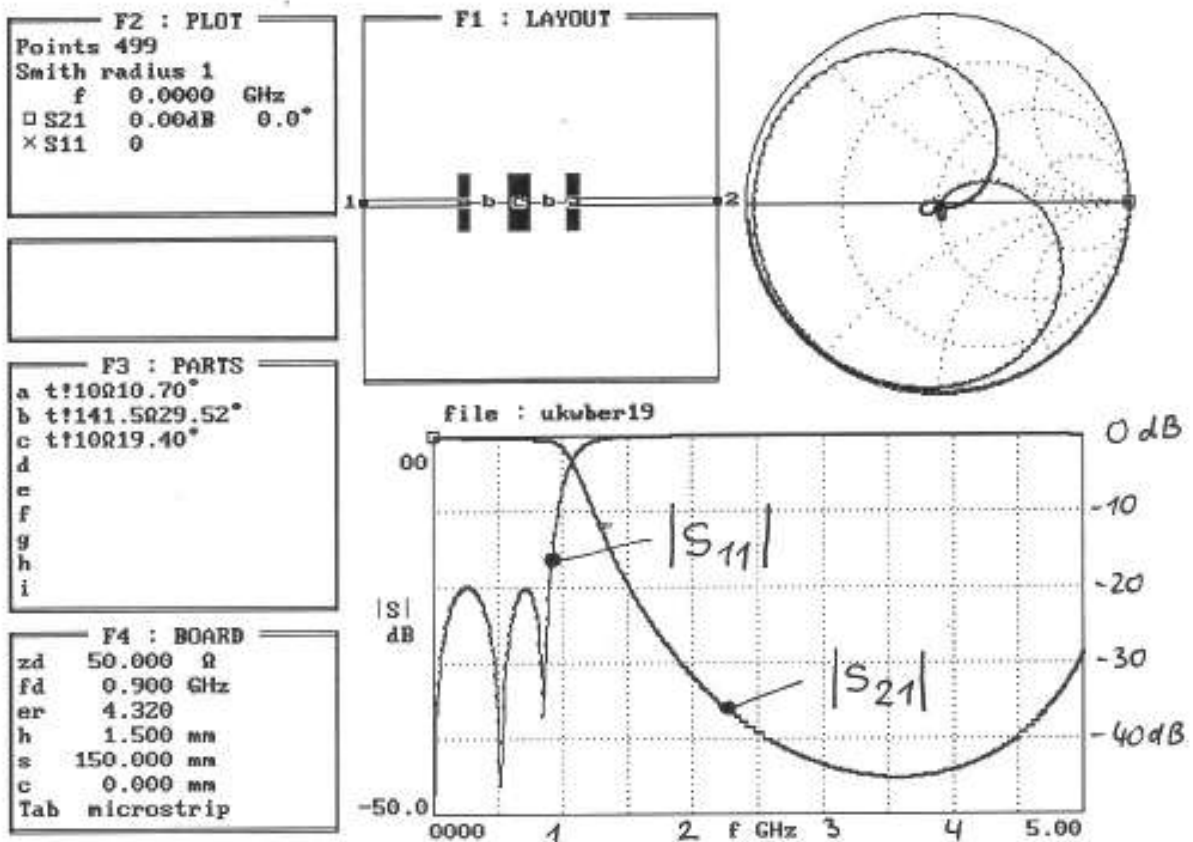 F2 : PLOT
Points 499
Smith radius 1
f 0.0000 GHz
□ S21 0.00dB 0.0°
× S11 0
F1 : LAYOUT
1 b b 2
F3 : PARTS
a t!10Ω10.70°
b t!141.5Ω29.52°
c t!10Ω19.40°
d
e
f
g
h
i
F4 : BOARD
zd 50.000 Ω
fd 0.900 GHz
er 4.320
h 1.500 mm
s 150.000 mm
c 0.000 mm
Tab microstrip
file : ukwber19
00
|S|
dB
-50.0
0 dB
-10
-20
-30
-40dB
|S11|
|S21|
0000 1 2 f GHz 3 4 5.00